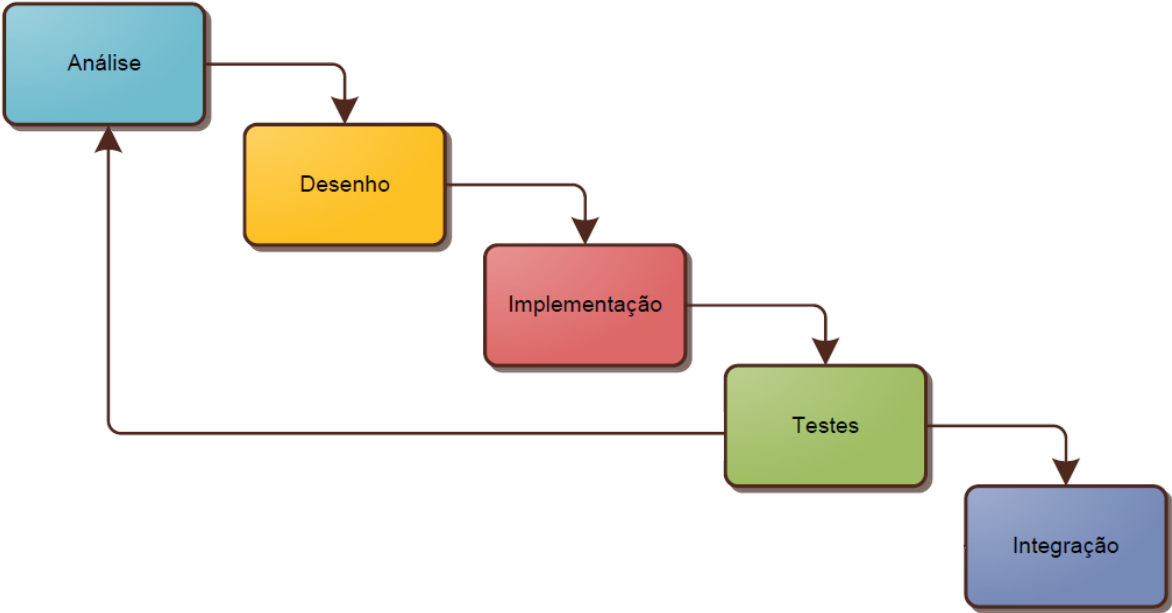 Análise
Desenho
Implementação
Testes
Integração